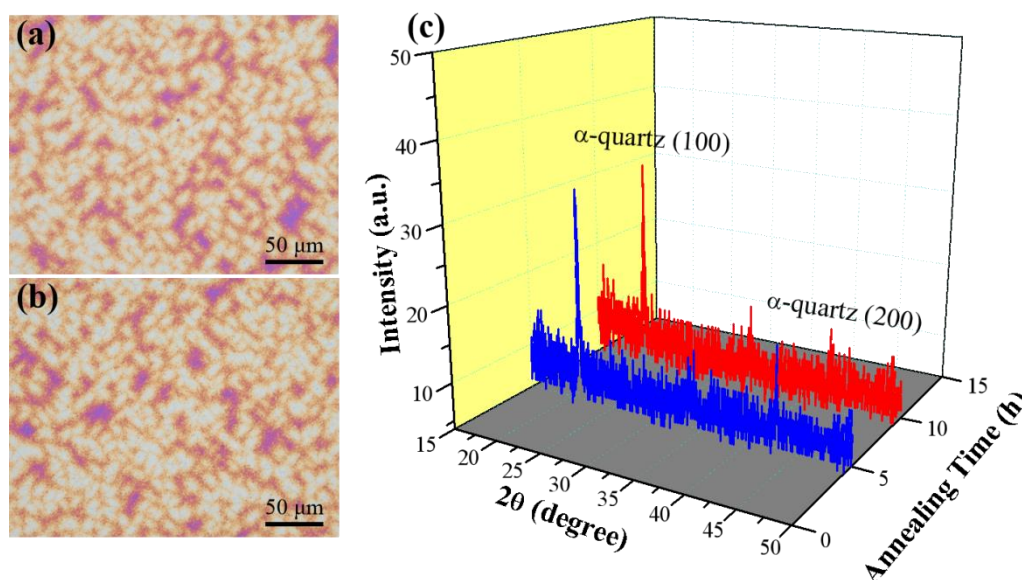 (a)
50 μm
(b)
50 μm
(c)
50
40
30
20
10
Intensity (a.u.)
α-quartz (100)
α-quartz (200)
15
20
25
30
35
40
45
50
2θ (degree)
0
5
10
15
Annealing Time (h)